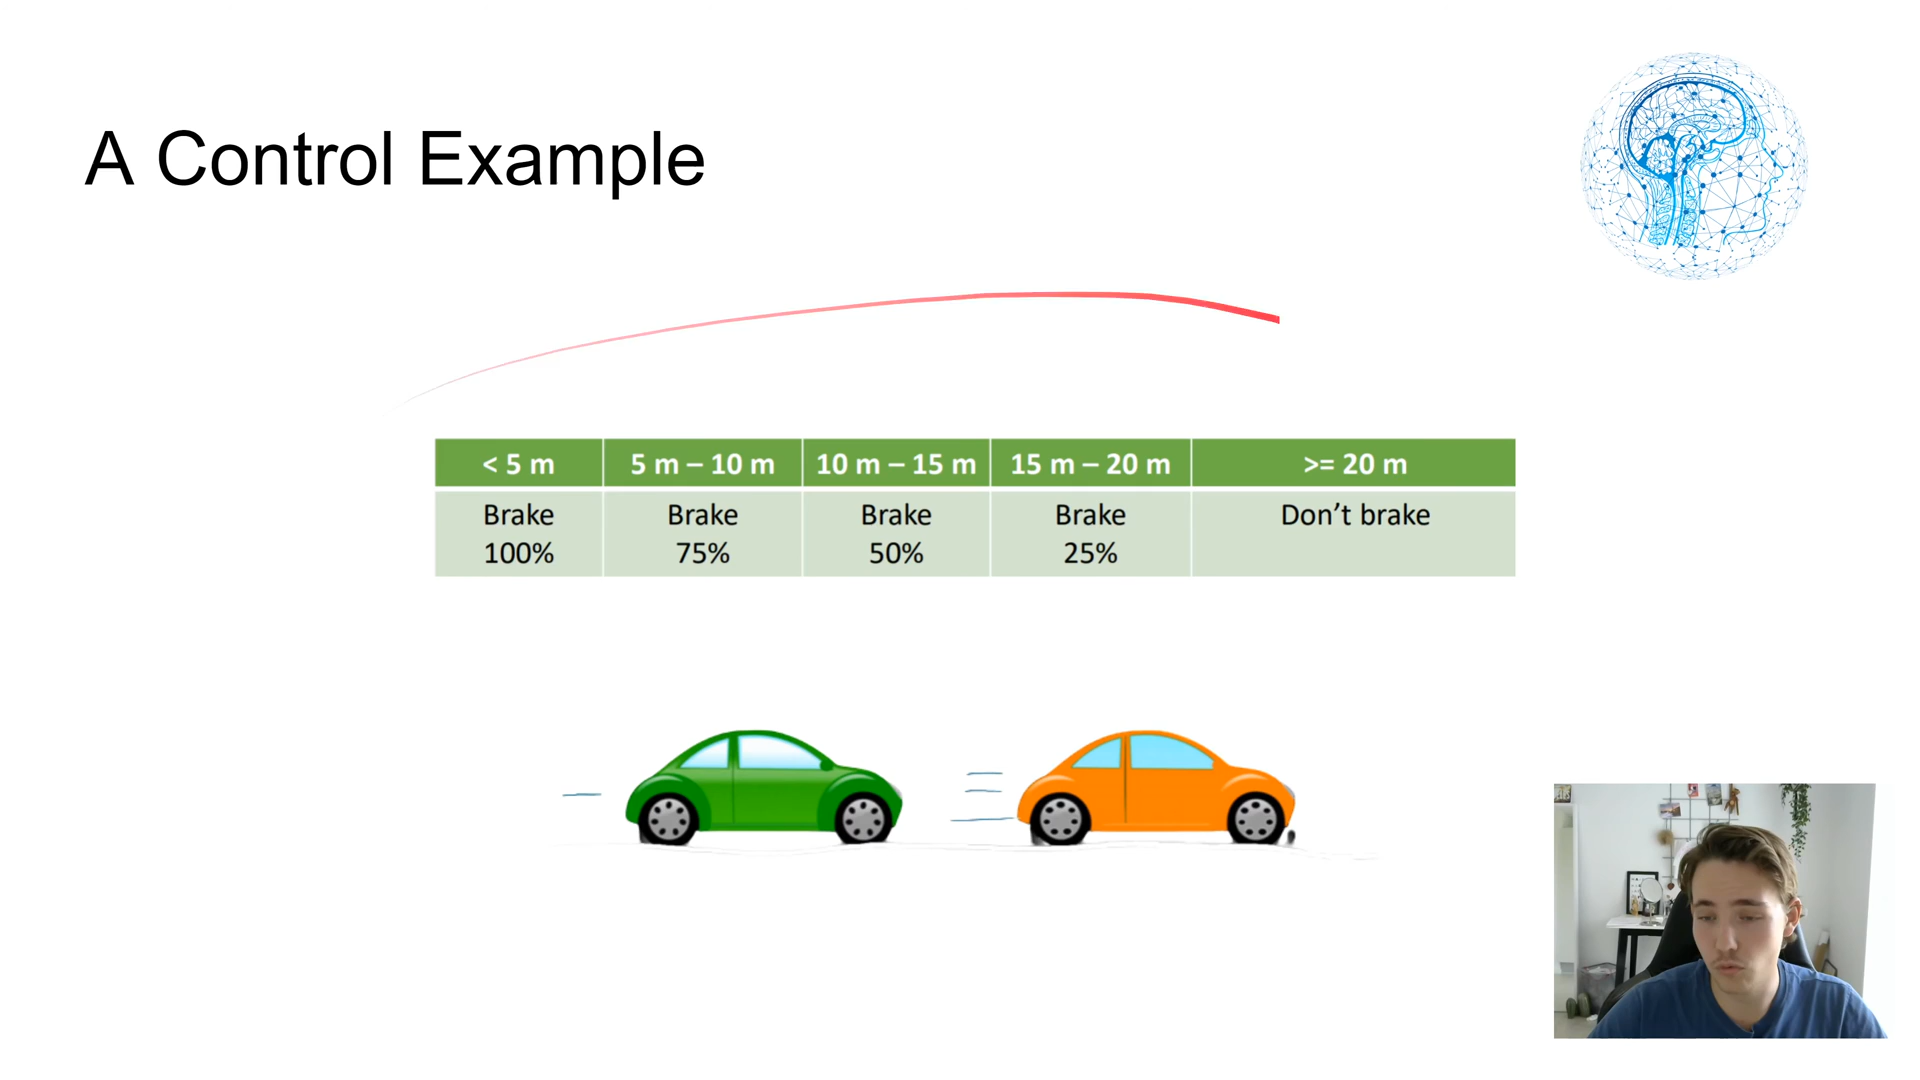 A Control Example
< 5 m 5 m – 10 m 10 m – 15 m 15 m – 20 m >= 20 m
Brake Brake Brake Brake Don’t brake
100% 75% 50% 25%